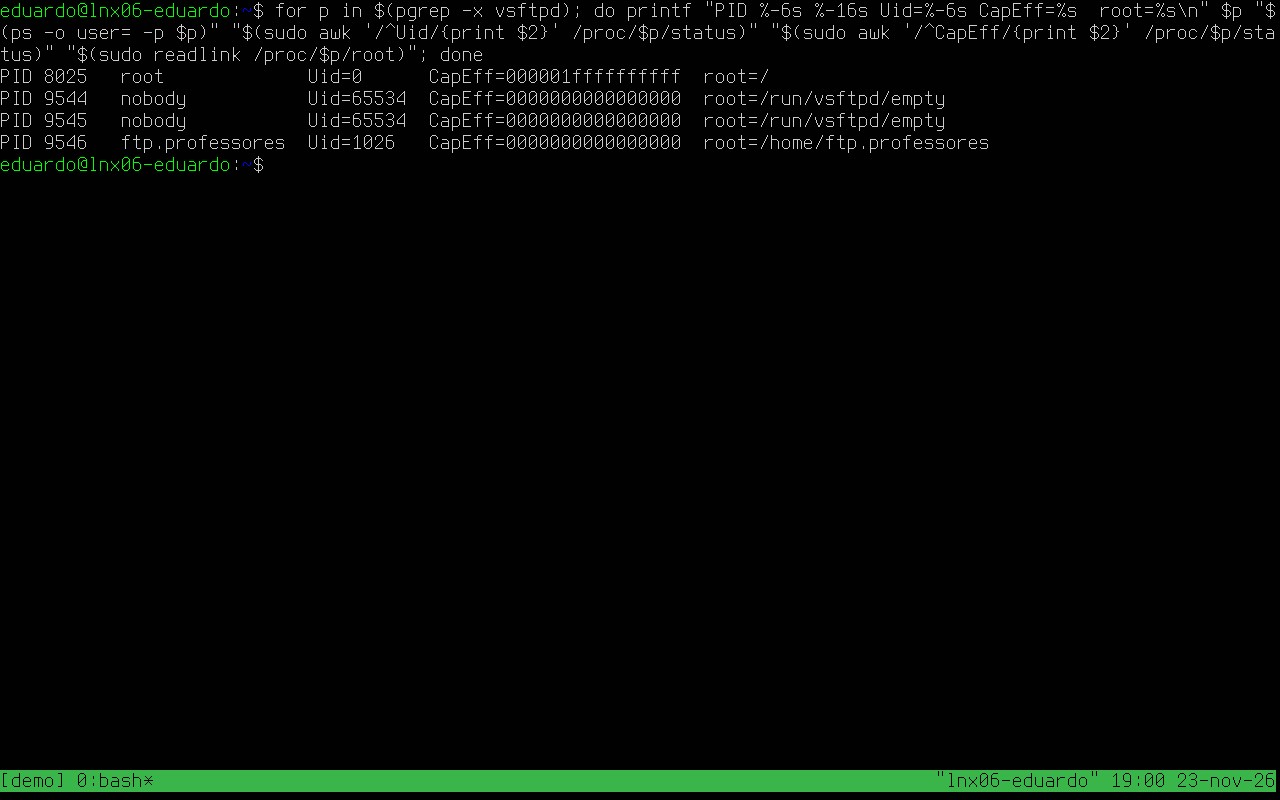 eduardo@lnx06-eduardo:~$ for p in $(pgrep -x vsftpd); do printf "PID %-6s %-16s Uid=%-6s CapEff=%s  root=%s\n" $p "$
(ps -o user= -p $p)" "$(sudo awk '/^Uid/{print $2}' /proc/$p/status)" "$(sudo awk '/^CapEff/{print $2}' /proc/$p/sta
tus)" "$(sudo readlink /proc/$p/root)"; done
PID 8025   root             Uid=0      CapEff=000001ffffffffff  root=/
PID 9544   nobody           Uid=65534  CapEff=0000000000000000  root=/run/vsftpd/empty
PID 9545   nobody           Uid=65534  CapEff=0000000000000000  root=/run/vsftpd/empty
PID 9546   ftp.professores  Uid=1026   CapEff=0000000000000000  root=/home/ftp.professores
eduardo@lnx06-eduardo:~$
[demo] 0:bash* "lnx06-eduardo" 19:00 23-nov-26